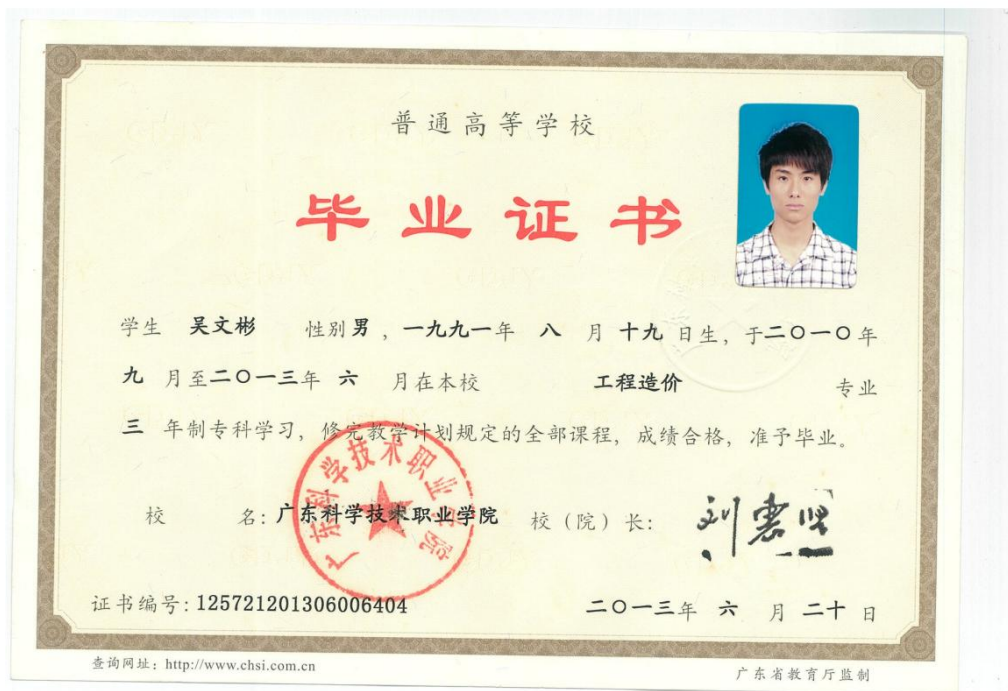 普通高等学校
毕业证书
学生 吴文彬 性别男，一九九一年 八 月十九日生，于二〇一〇年
九 月至二〇一三年 六 月在本校 工程造价 专业
三 年制专科学习，修完教学计划规定的全部课程，成绩合格，准予毕业。
广东科学技术职业学院
校 名：广东科学技术职业学院 校（院）长：
证书编号：125721201306006404 二〇一三年 六 月 二十 日
查询网址：http://www.chsi.com.cn 广东省教育厅监制